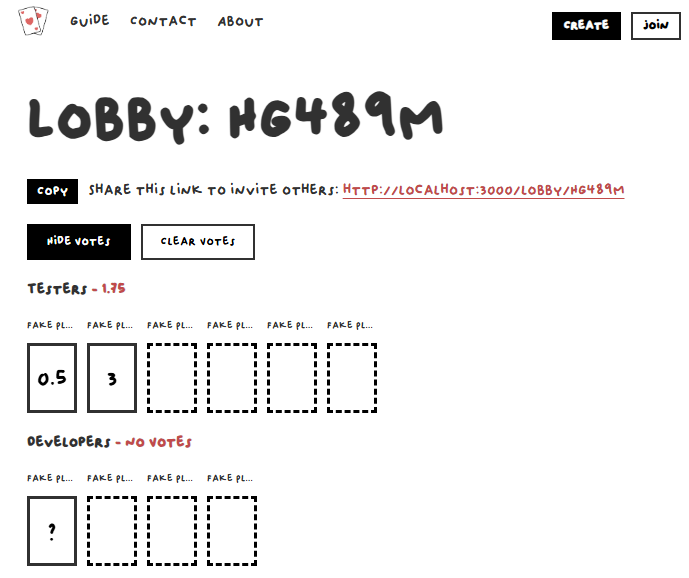 GUIDE CONTACT ABOUT CREATE JOIN
LOBBY: HG489M
COPY SHARE THIS LINK TO INVITE OTHERS: HTTP://LOCALHOST:3000/LOBBY/HG489M
HIDE VOTES CLEAR VOTES
TESTERS - 1.75
FAKE PL... FAKE PL... FAKE PL... FAKE PL... FAKE PL... FAKE PL...
0.5 3
DEVELOPERS - NO VOTES
FAKE PL... FAKE PL... FAKE PL... FAKE PL...
?